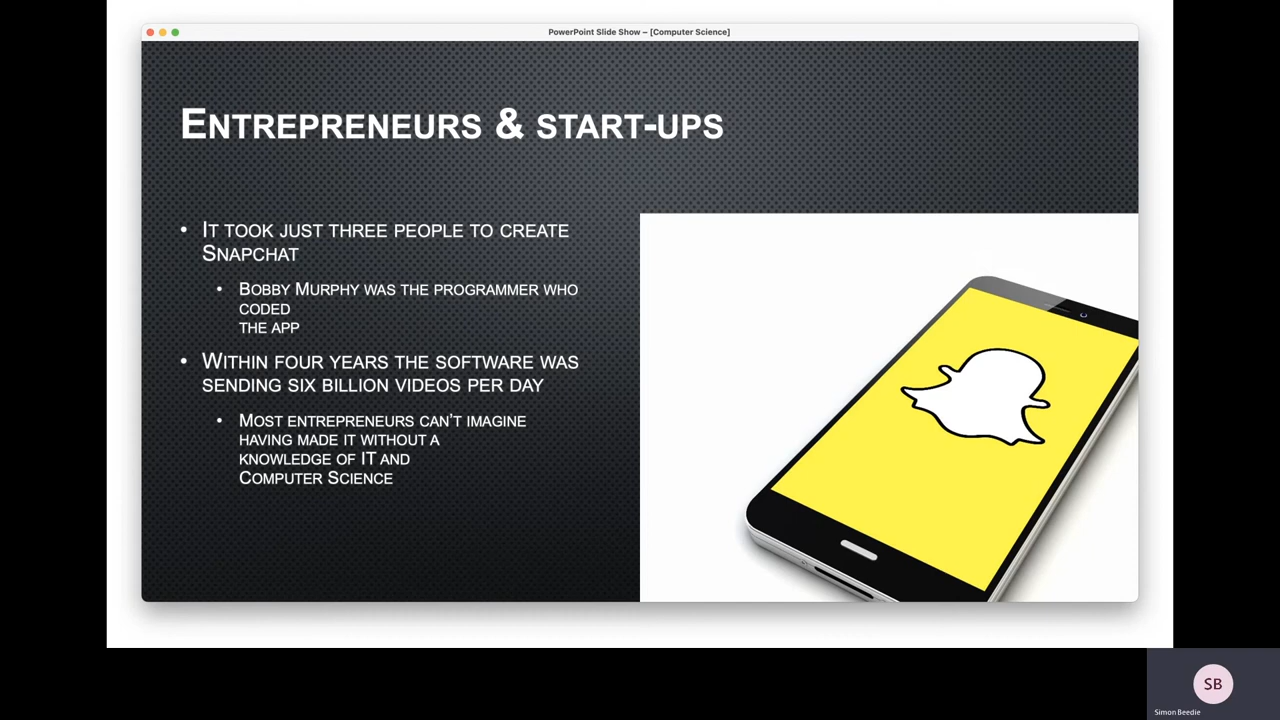 PowerPoint Slide Show – [Computer Science]
Entrepreneurs & start-ups
• It took just three people to create
Snapchat
• Bobby Murphy was the programmer who
coded
the app
• Within four years the software was
sending six billion videos per day
• Most entrepreneurs can’t imagine
having made it without a
knowledge of IT and
Computer Science
SB
Simon Beedie